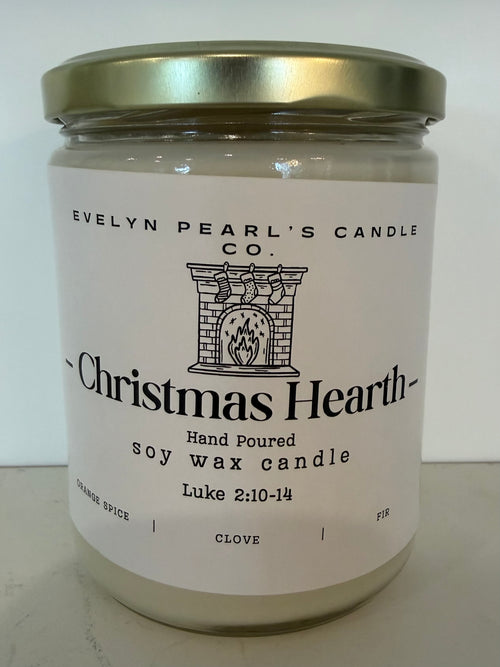 EVELYN PEARL'S CANDLE
CO.
- Christmas Hearth -
Hand Poured
soy wax candle
Luke 2:10-14
ORANGE SPICE | CLOVE | FIR